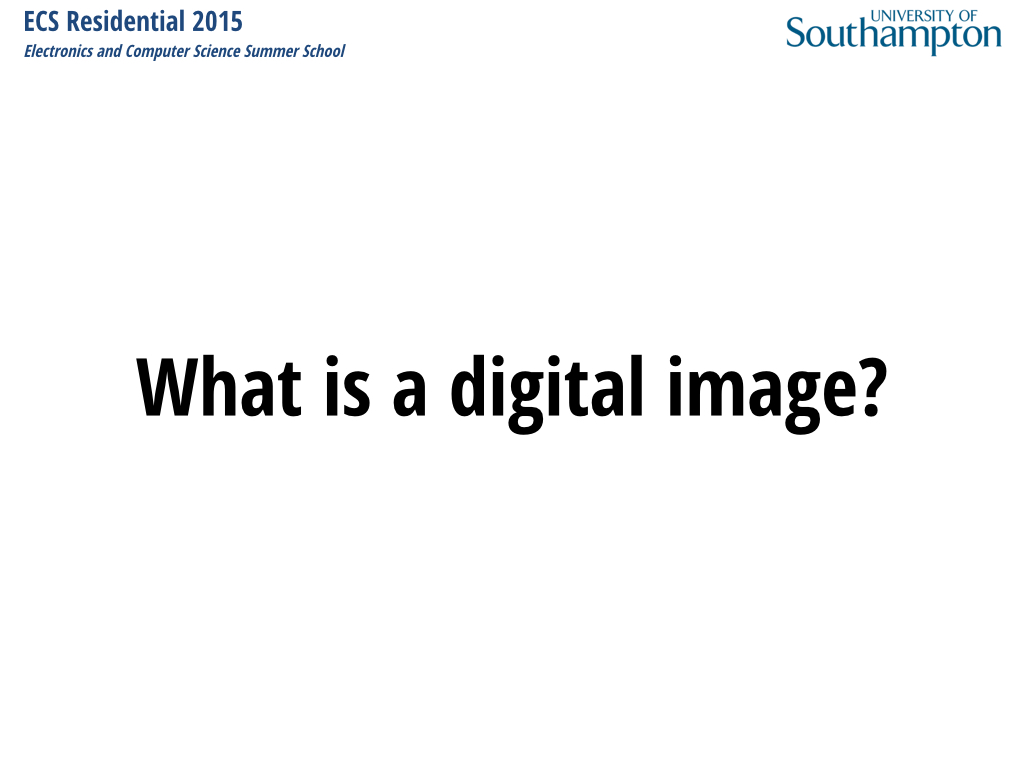 ECS Residential 2015
Electronics and Computer Science Summer School
UNIVERSITY OF
Southampton
What is a digital image?